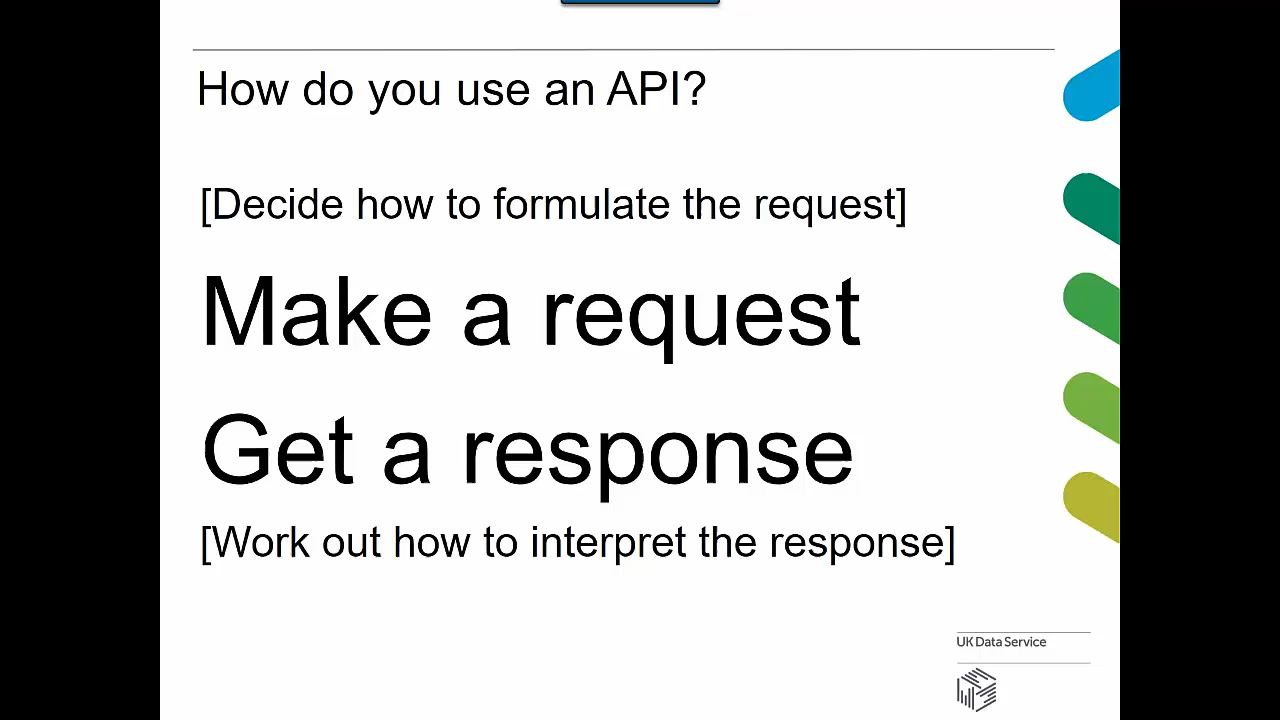 How do you use an API?
[Decide how to formulate the request]
Make a request
Get a response
[Work out how to interpret the response]
UK Data Service